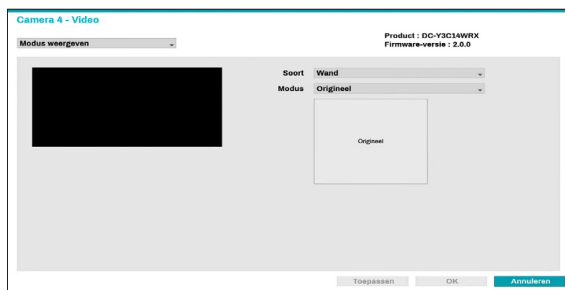 Camera 4 - Video
Product : DC-Y3C14WRX
Modus weergeven
Firmware-versie : 2.0.0
Soort Wand
Modus Origineel
Origineel
Toepassen OK Annuleren